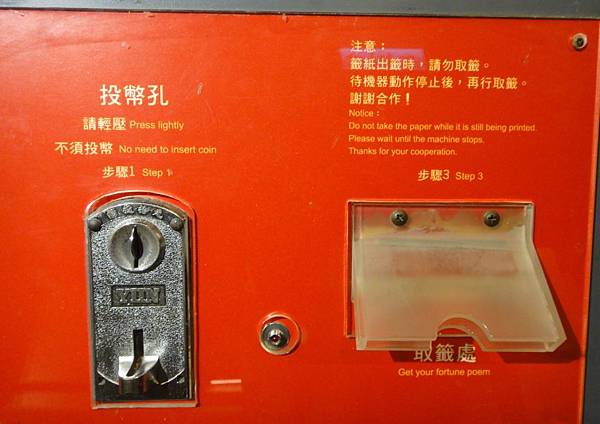 投幣孔
請輕壓 Press lightly
不須投幣 No need to insert coin
步驟1 Step 1
YLIN
注意：
籤紙出籤時，請勿取籤。
待機器動作停止後，再行取籤。
謝謝合作！
Notice：
Do not take the paper while it is still being printed.
Please wait until the machine stops.
Thanks for your cooperation.
步驟3 Step 3
取籤處
Get your fortune poem